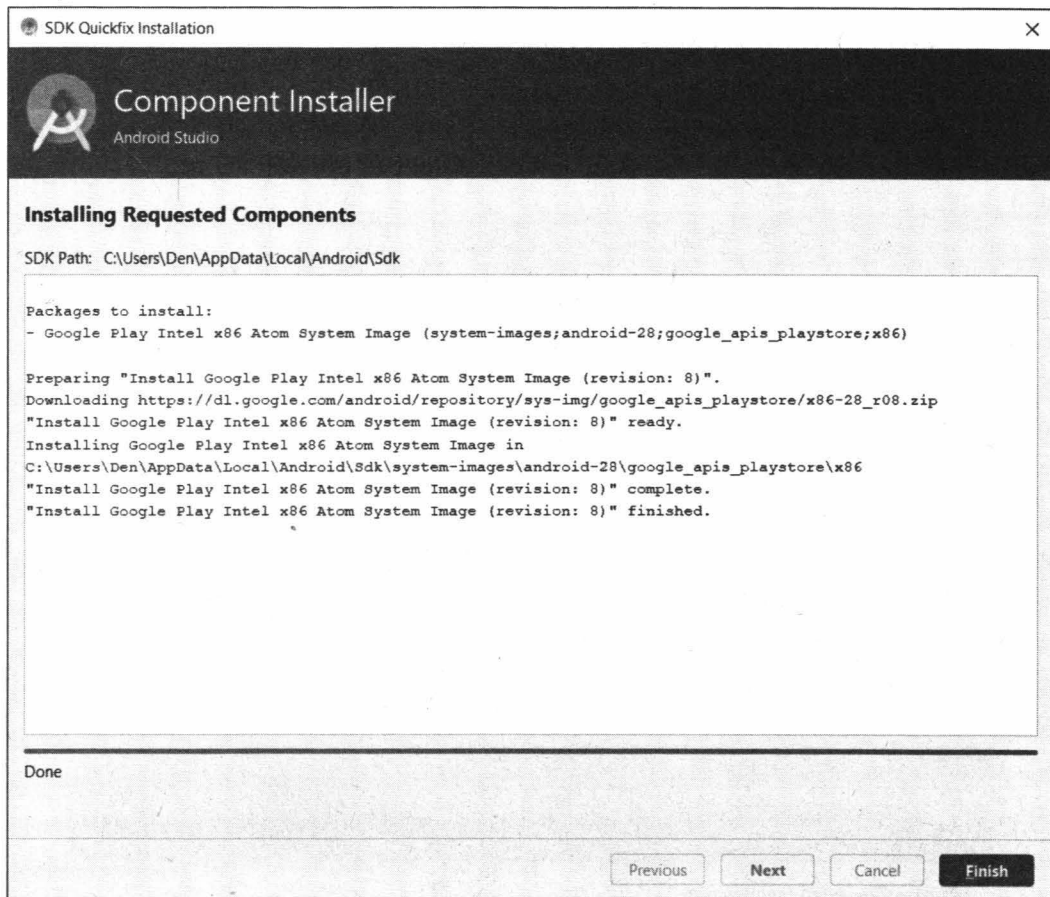 SDK Quickfix Installation
Component Installer
Android Studio
Installing Requested Components
SDK Path: C:\Users\Den\AppData\Local\Android\Sdk
Packages to install:
- Google Play Intel x86 Atom System Image (system-images;android-28;google_apis_playstore;x86)
Preparing "Install Google Play Intel x86 Atom System Image (revision: 8)".
Downloading https://dl.google.com/android/repository/sys-img/google_apis_playstore/x86-28_r08.zip
"Install Google Play Intel x86 Atom System Image (revision: 8)" ready.
Installing Google Play Intel x86 Atom System Image in
C:\Users\Den\AppData\Local\Android\Sdk\system-images\android-28\google_apis_playstore\x86
"Install Google Play Intel x86 Atom System Image (revision: 8)" complete.
"Install Google Play Intel x86 Atom System Image (revision: 8)" finished.
Done
Previous Next Cancel Finish